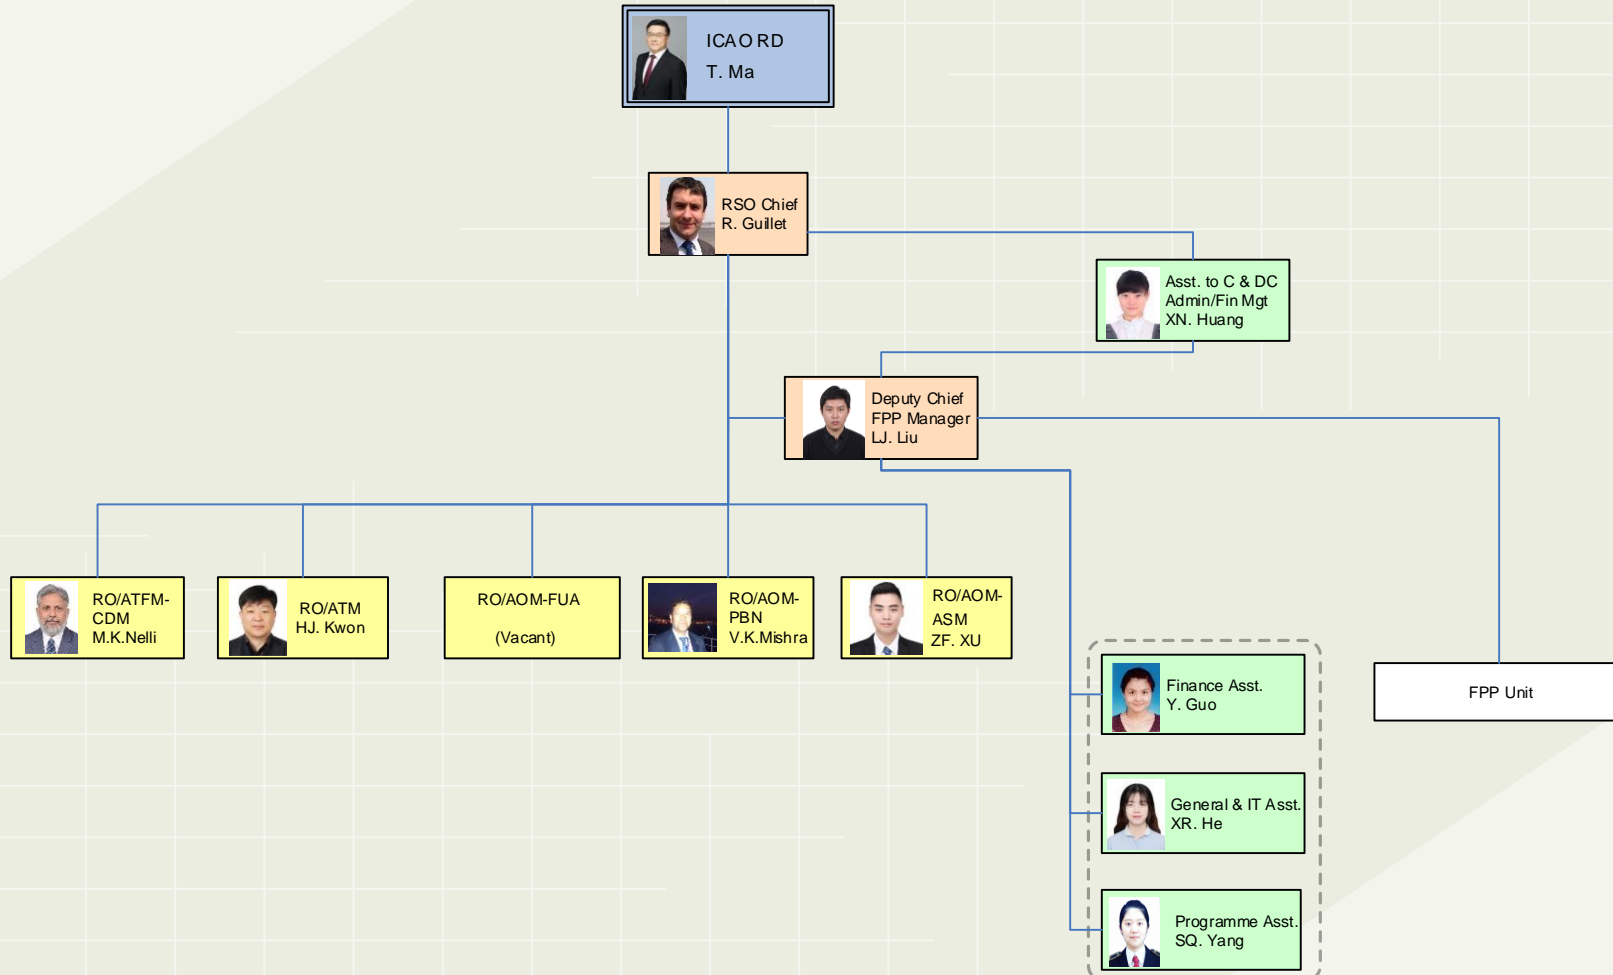 ICAO RD
T. Ma
RSO Chief
R. Guillet
Asst. to C & DC
Admin/Fin Mgt
XN. Huang
Deputy Chief
FPP Manager
LJ. Liu
RO/ATFM-
CDM
M.K.Nelli
RO/ATM
HJ. Kwon
RO/AOM-FUA
(Vacant)
RO/AOM-
PBN
V.K.Mishra
RO/AOM-
ASM
ZF. XU
Finance Asst.
Y. Guo
FPP Unit
General & IT Asst.
XR. He
Programme Asst.
SQ. Yang